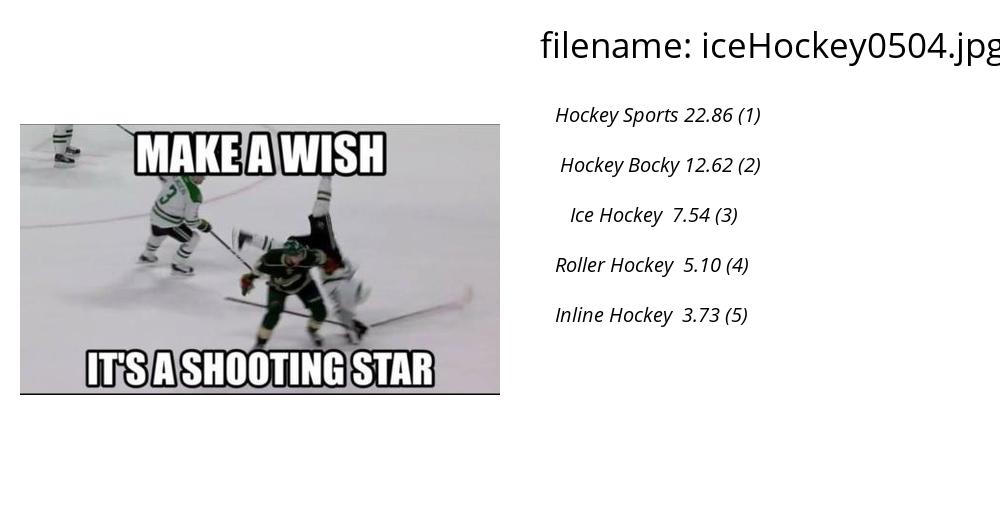 filename: iceHockey0504.jpg
MAKE A WISH
3
IT'S A SHOOTING STAR
Hockey Sports 22.86 (1)
Hockey Bocky 12.62 (2)
Ice Hockey 7.54 (3)
Roller Hockey 5.10 (4)
Inline Hockey 3.73 (5)